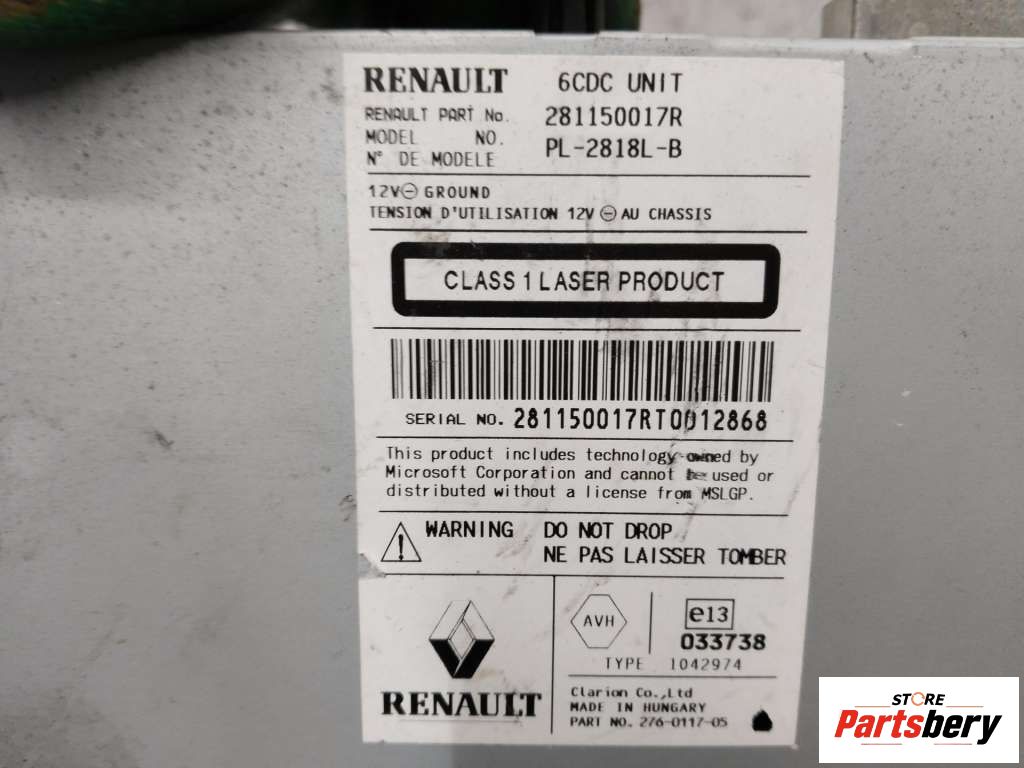 RENAULT 6CDC UNIT
RENAULT PART No. 281150017R
MODEL NO.
N° DE MODELE PL-2818L-B
12V⊖ GROUND
TENSION D'UTILISATION 12V ⊖ AU CHASSIS
CLASS 1 LASER PRODUCT
SERIAL NO. 281150017RT0012868
This product includes technology owned by
Microsoft Corporation and cannot be used or
distributed without a license from MSLGP.
WARNING DO NOT DROP
NE PAS LAISSER TOMBER
AVH e13
033738
TYPE 1042974
RENAULT
Clarion Co.,Ltd
MADE IN HUNGARY
PART NO. 276-0117-05
STORE
Partsbery